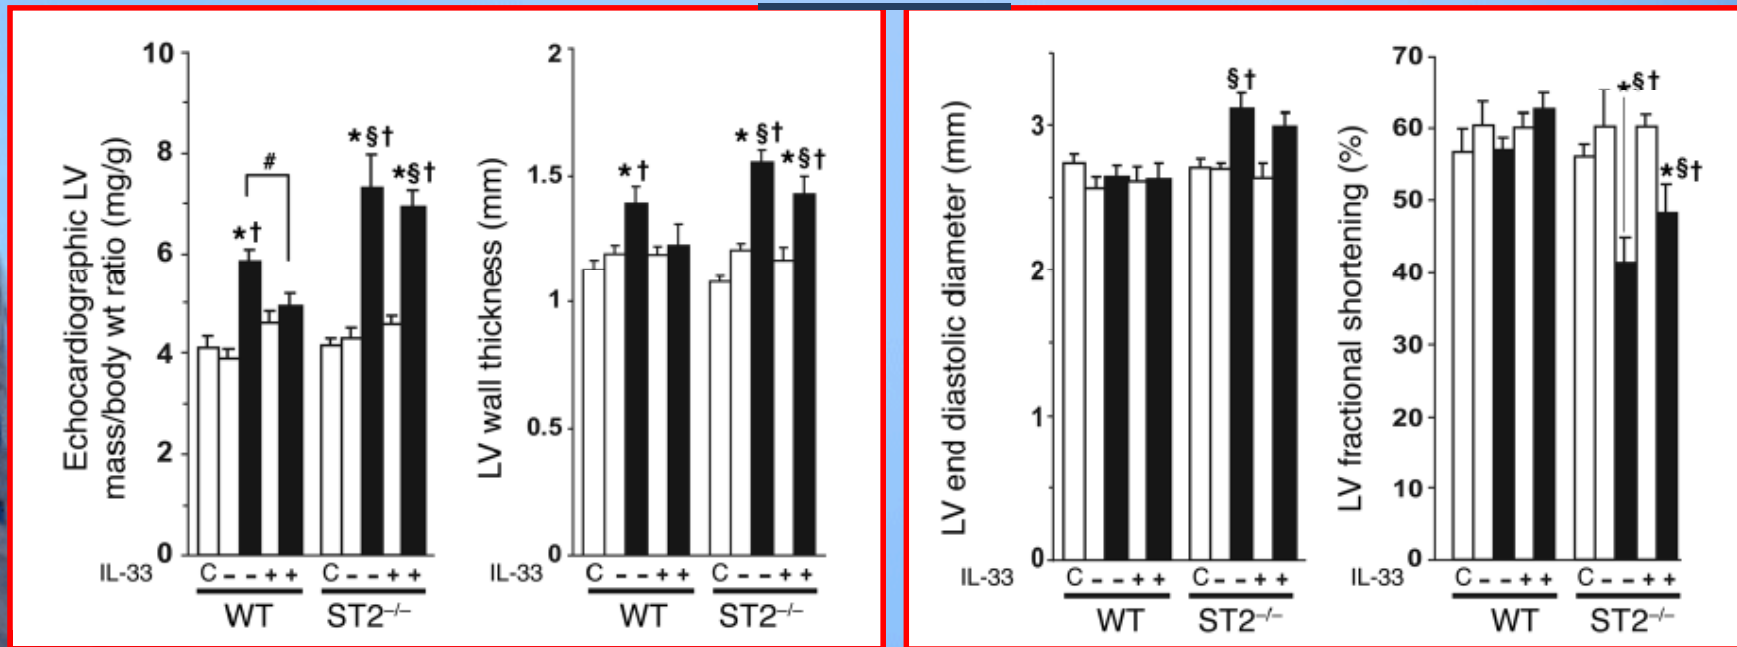 10
8
6
4
2
0
Echocardiographic LV
mass/body wt ratio (mg/g)
*†
#
*§†
*§†
IL-33 C - - + + C - - + +
WT ST2–/–
2
1.5
1
0.5
0
LV wall thickness (mm)
*†
*§†
*§†
IL-33 C - - + + C - - + +
WT ST2–/–
3
2
1
0
LV end diastolic diameter (mm)
§†
IL-33 C - - + + C - - + +
WT ST2–/–
70
60
50
40
30
20
10
0
LV fractional shortening (%)
*§†
*§†
IL-33 C - - + + C - - + +
WT ST2–/–